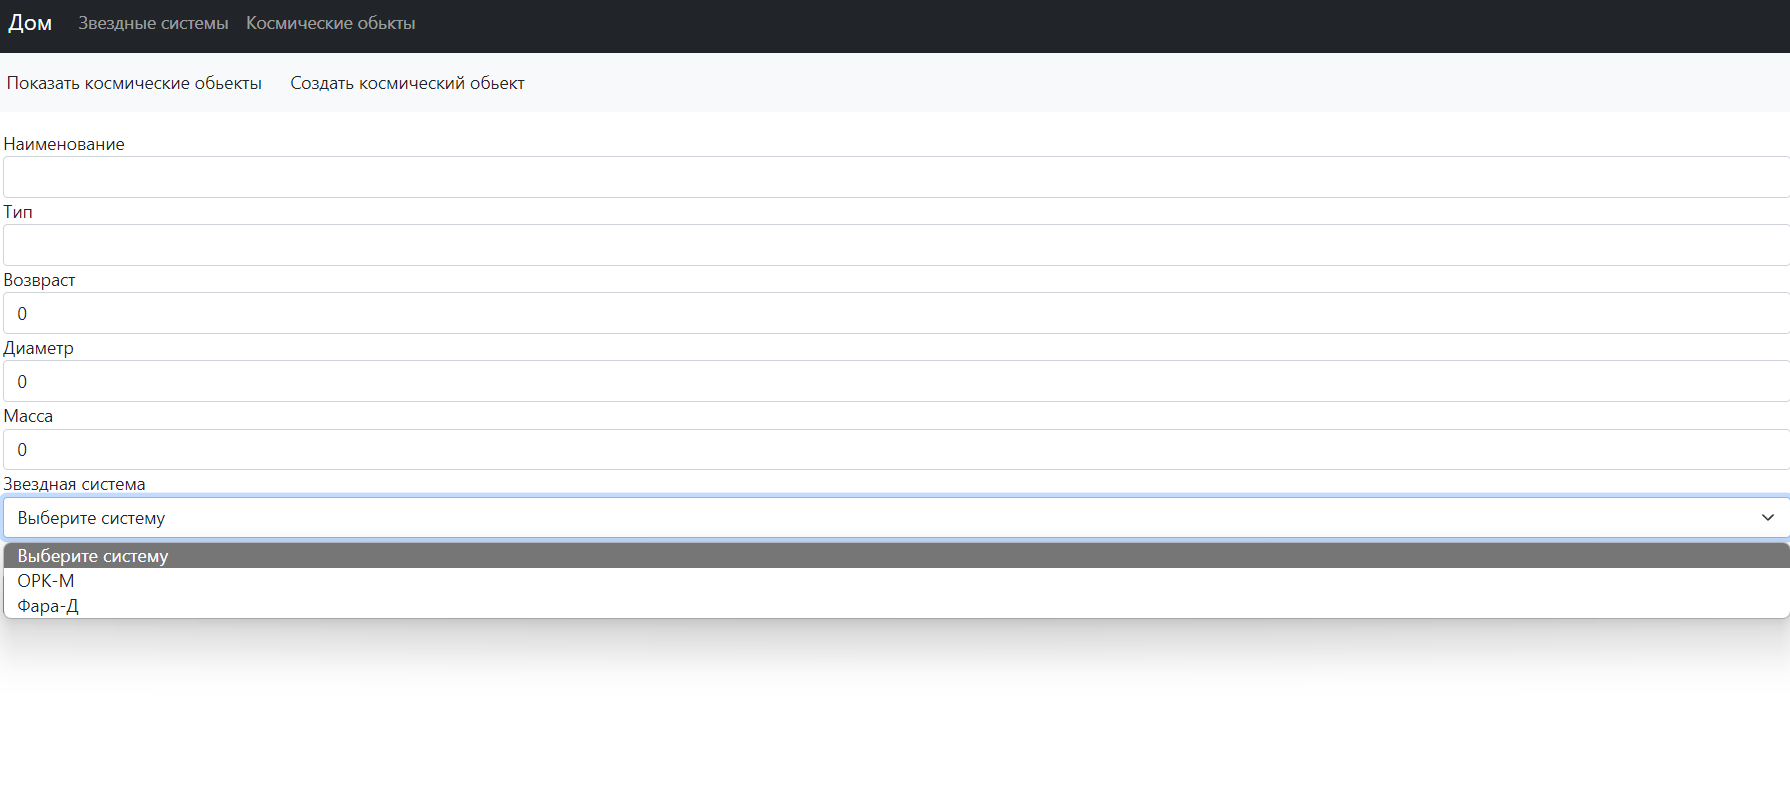 Дом Звездные системы Космические обькты
Показать космические обьекты Создать космический обьект
Наименование
Тип
Возвраст
0
Диаметр
0
Масса
0
Звездная система
Выберите систему
Выберите систему
ОРК-М
Фара-Д